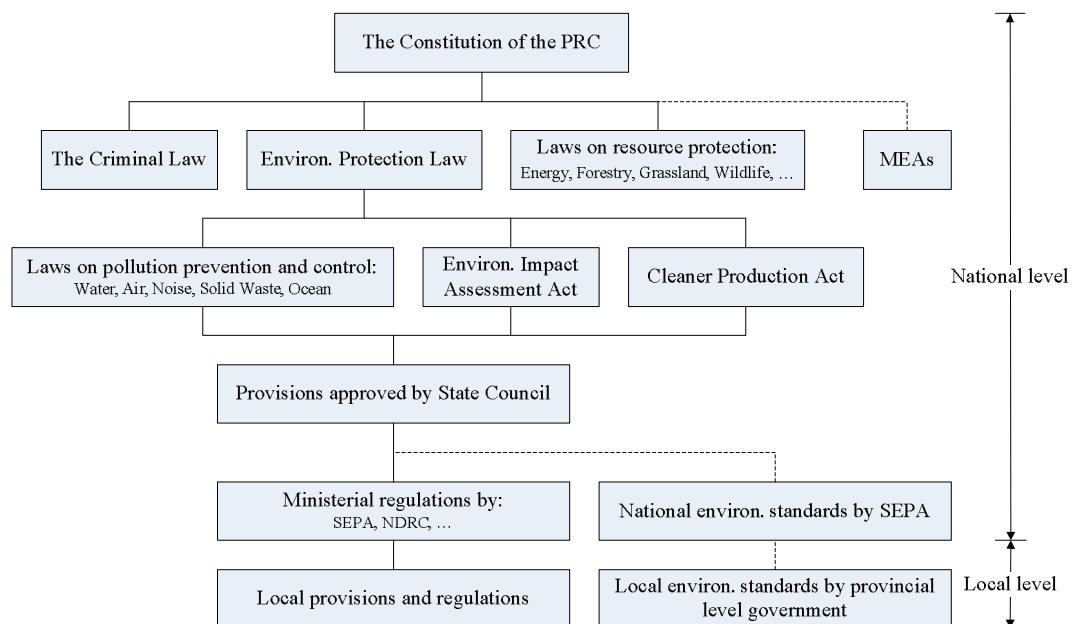 The Constitution of the PRC
The Criminal Law
Environ. Protection Law
Laws on resource protection:
Energy, Forestry, Grassland, Wildlife, …
MEAs
Laws on pollution prevention and control:
Water, Air, Noise, Solid Waste, Ocean
Environ. Impact
Assessment Act
Cleaner Production Act
National level
Provisions approved by State Council
Ministerial regulations by:
SEPA, NDRC, …
National environ. standards by SEPA
Local provisions and regulations
Local environ. standards by provincial
level government
Local level